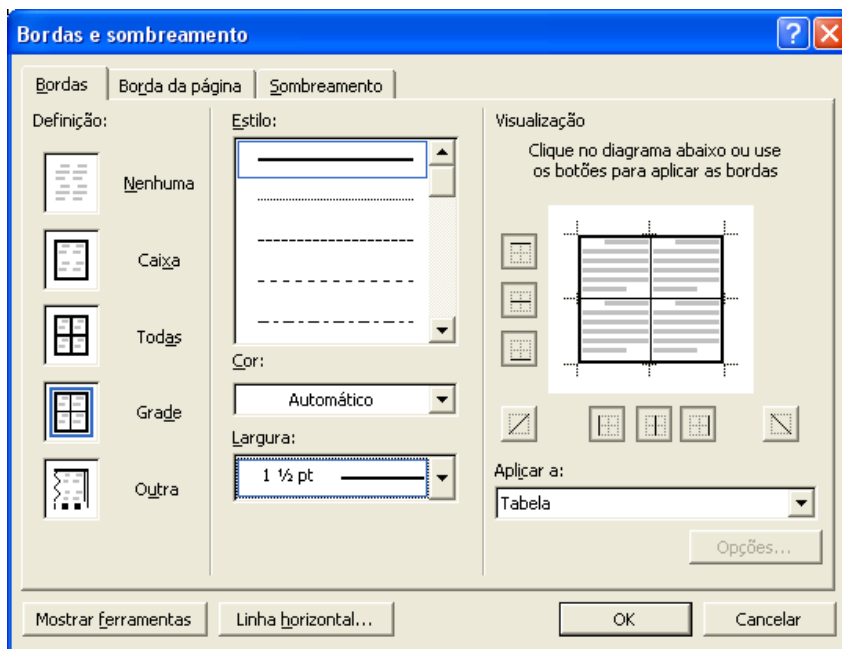 Bordas e sombreamento
Bordas
Borda da página
Sombreamento
Definição:
Nenhuma
Caixa
Todas
Grade
Outra
Estilo:
Cor:
Automático
Largura:
1 ½ pt
Visualização
Clique no diagrama abaixo ou use
os botões para aplicar as bordas
Aplicar a:
Tabela
Opções...
Mostrar ferramentas
Linha horizontal...
OK
Cancelar